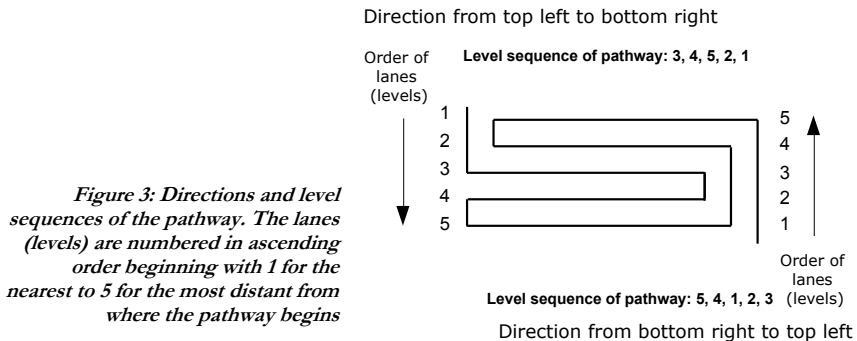 Direction from top left to bottom right
Order of
lanes
(levels)
Level sequence of pathway: 3, 4, 5, 2, 1
1
2
3
4
5
5
4
3
2
1
Figure 3: Directions and level
sequences of the pathway. The lanes
(levels) are numbered in ascending
order beginning with 1 for the
nearest to 5 for the most distant from
where the pathway begins
Order of
lanes
(levels)
Level sequence of pathway: 5, 4, 1, 2, 3
Direction from bottom right to top left